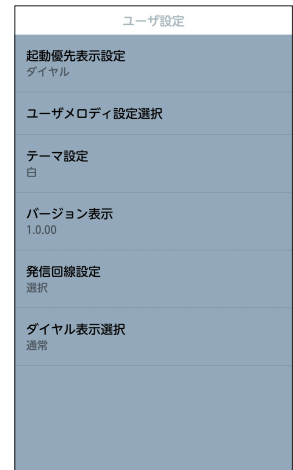 ユーザ設定
起動優先表示設定
ダイヤル
ユーザメロディ設定選択
テーマ設定
白
バージョン表示
1.0.00
発信回線設定
選択
ダイヤル表示選択
通常